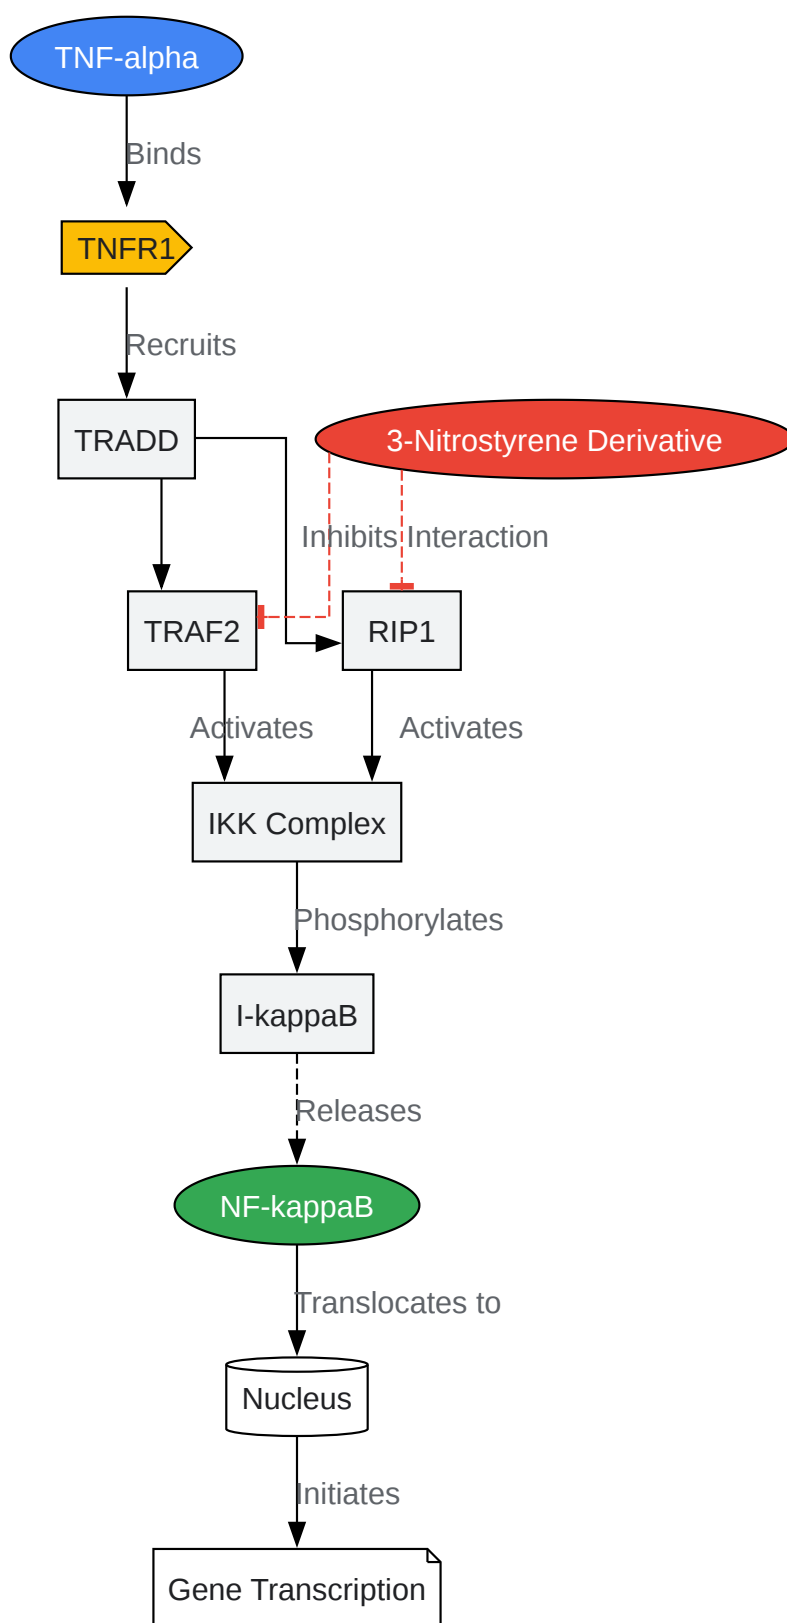 TNF-alpha
Binds
TNFR1
Recruits
TRADD
3-Nitrostyrene Derivative
Inhibits Interaction
TRAF2
RIP1
Activates
Activates
IKK Complex
Phosphorylates
I-kappaB
Releases
NF-kappaB
Translocates to
Nucleus
Initiates
Gene Transcription